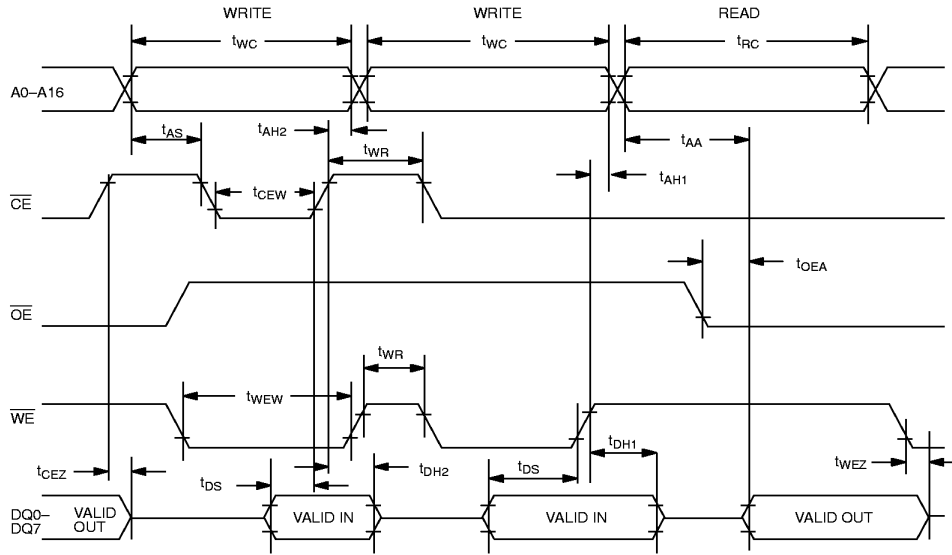 WRITE WRITE READ
tWC tWC tRC
A0–A16
tAS tAH2 tWR tAA
tCEW tAH1
CE
tOEA
OE
tWR
tWEW
WE
tCEZ tDS tDH2 tDS tDH1 tWEZ
DQ0–
DQ7
VALID
OUT
VALID IN VALID IN VALID OUT